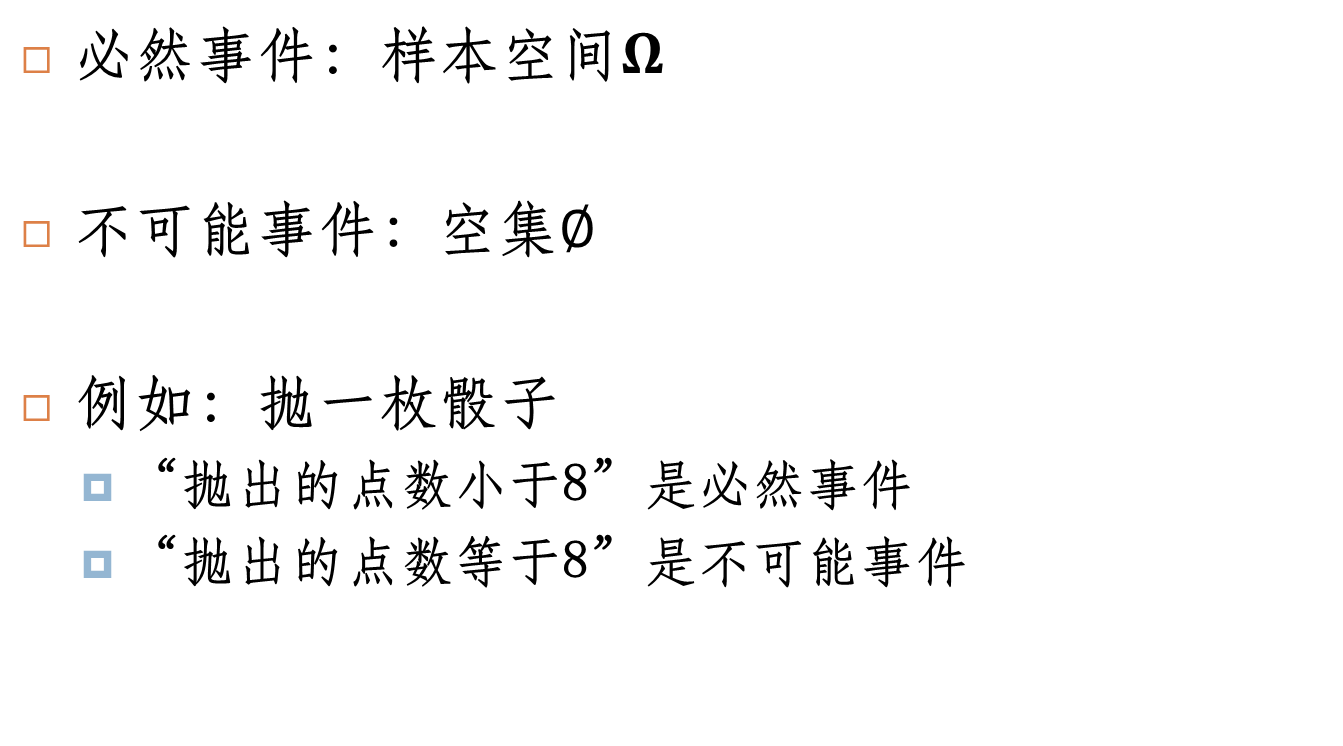 必然事件：样本空间Ω
不可能事件：空集∅
例如：抛一枚骰子
“抛出的点数小于8”是必然事件
“抛出的点数等于8”是不可能事件